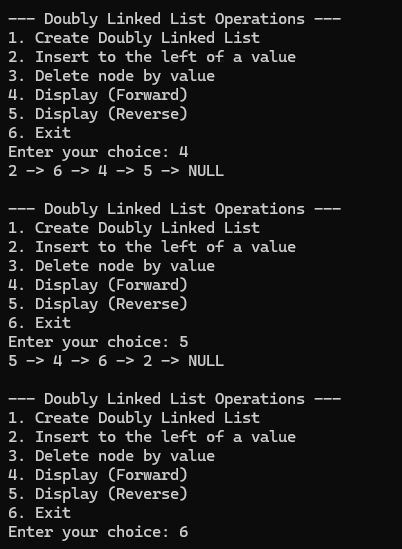 --- Doubly Linked List Operations ---
1. Create Doubly Linked List
2. Insert to the left of a value
3. Delete node by value
4. Display (Forward)
5. Display (Reverse)
6. Exit
Enter your choice: 4
2 -> 6 -> 4 -> 5 -> NULL

--- Doubly Linked List Operations ---
1. Create Doubly Linked List
2. Insert to the left of a value
3. Delete node by value
4. Display (Forward)
5. Display (Reverse)
6. Exit
Enter your choice: 5
5 -> 4 -> 6 -> 2 -> NULL

--- Doubly Linked List Operations ---
1. Create Doubly Linked List
2. Insert to the left of a value
3. Delete node by value
4. Display (Forward)
5. Display (Reverse)
6. Exit
Enter your choice: 6